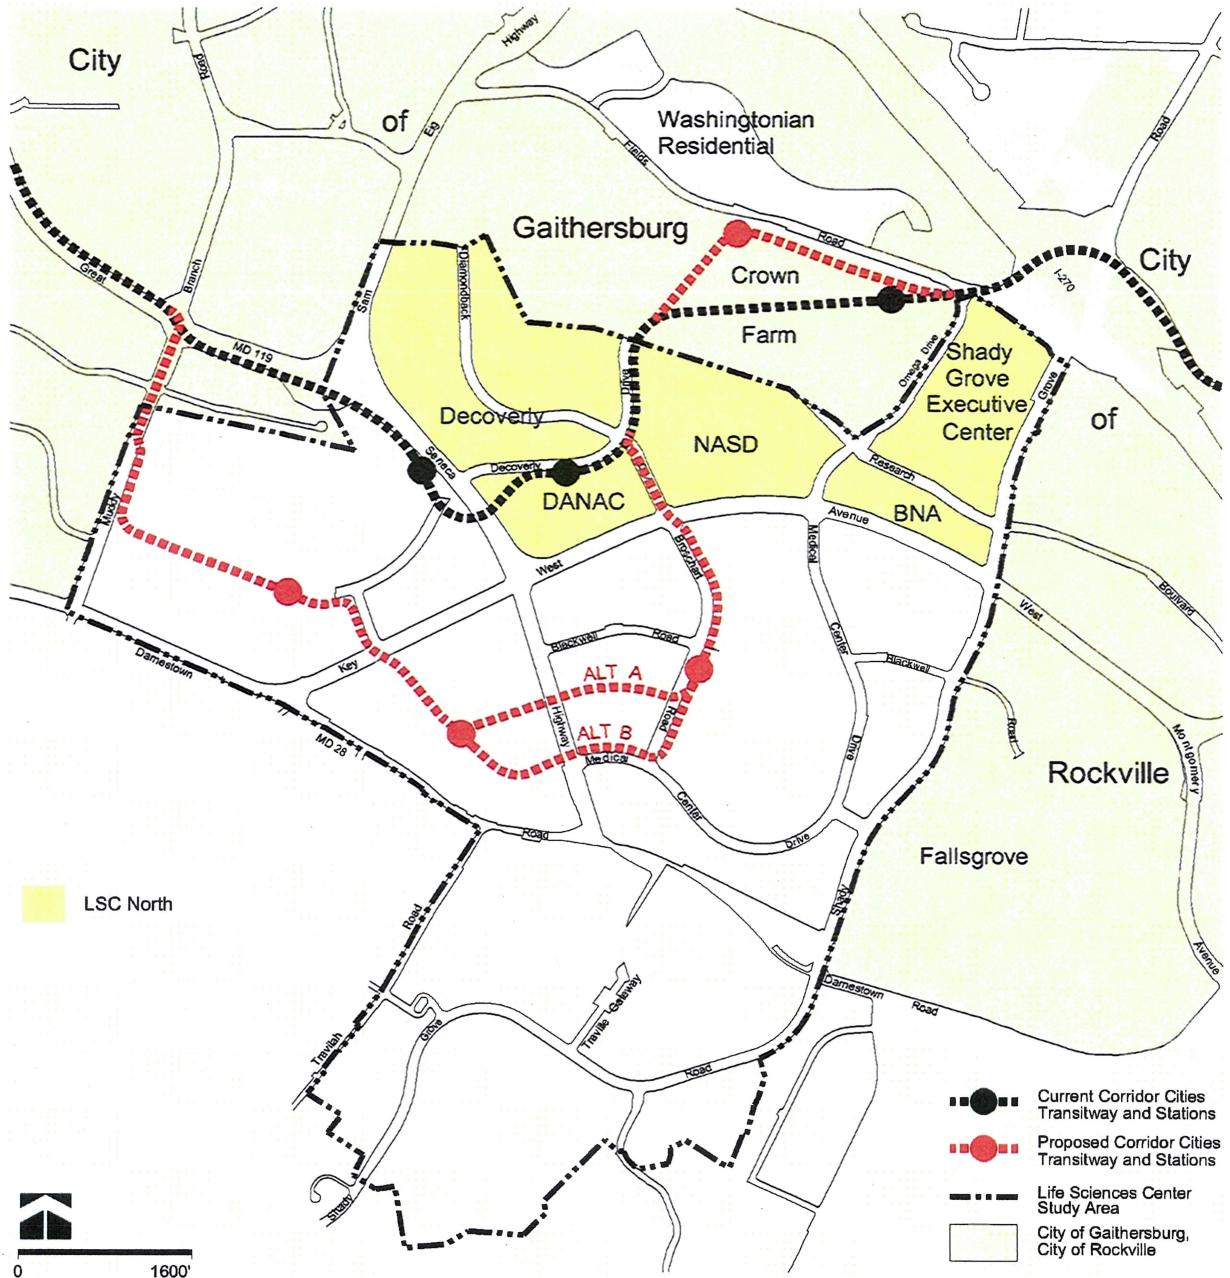 Highway
City
Road
of
Big
Washingtonian
Residential
Fields
Road
Gaithersburg
Road
City
Crown
I-270
Great
Branch
Diamondback
Sam
Farm
MD 119
Omega Drive
Shady
Grove
Executive
Center
Grove
Drive
Decoverly
of
NASD
Seneca
Decoverly
Research
DANAC
BNA
Muddy
Avenue
Medical
West
Broschart
Boulvard
West
Blackwell
Road
Center
Blackwell
Key
Darnestown
ALT A
Highway
Road
Road
ALT B
MD 28
Medical
Drive
Montgomery
Rockville
Center
Road
Drive
Fallsgrove
LSC North
Shady
Road
Avenue
Darnestown
Road
Traville Gateway
Grove
Travilah
Road
Shady
Current Corridor Cities
Transitway and Stations
Proposed Corridor Cities
Transitway and Stations
Life Sciences Center
Study Area
City of Gaithersburg,
City of Rockville
0 1600'